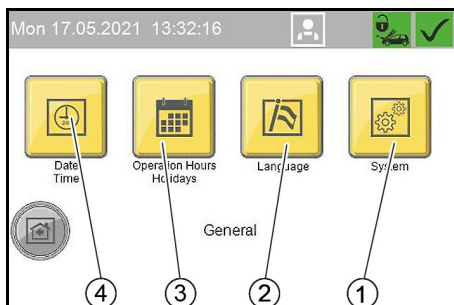 Mon 17.05.2021 13:32:16
24h
Date
Time
Operation Hours
Holidays
Language
System
General
4
3
2
1